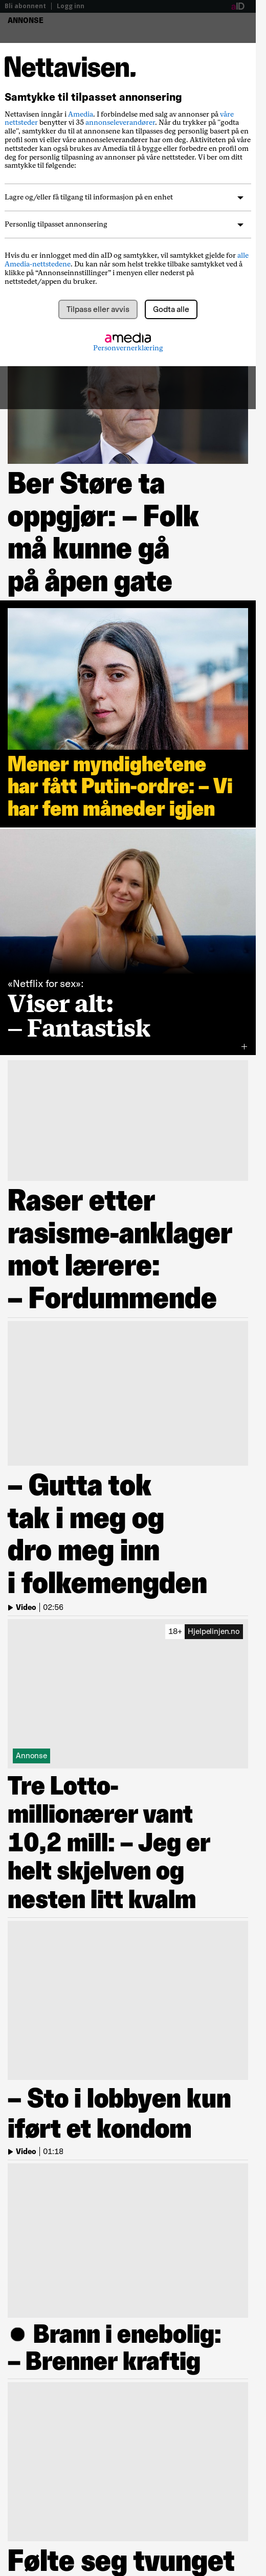 Bli abonnent | Logg inn
aID
ANNONSE
Nettavisen.
Samtykke til tilpasset annonsering
Nettavisen inngår i Amedia. I forbindelse med salg av annonser på våre
nettsteder benytter vi 35 annonseleverandører. Når du trykker på "godta
alle", samtykker du til at annonsene kan tilpasses deg personlig basert på en
profil som vi eller våre annonseleverandører har om deg. Aktiviteten på våre
nettsteder kan også brukes av Amedia til å bygge eller forbedre en profil om
deg for personlig tilpasning av annonser på våre nettsteder. Vi ber om ditt
samtykke til følgende:
Lagre og/eller få tilgang til informasjon på en enhet
Personlig tilpasset annonsering
Hvis du er innlogget med din aID og samtykker, vil samtykket gjelde for alle
Amedia-nettstedene. Du kan når som helst trekke tilbake samtykket ved å
klikke på “Annonseinnstillinger” i menyen eller nederst på
nettstedet/appen du bruker.
Tilpass eller avvis
Godta alle
amedia
Personvernerklæring
Ber Støre ta
oppgjør: – Folk
må kunne gå
på åpen gate
Mener myndighetene
har fått Putin-ordre: – Vi
har fem måneder igjen
«Netflix for sex»:
Viser alt:
– Fantastisk
+
Raser etter
rasisme-anklager
mot lærere:
– Fordummende
– Gutta tok
tak i meg og
dro meg inn
i folkemengden
Video | 02:56
18+ Hjelpelinjen.no
Annonse
Tre Lotto-
millionærer vant
10,2 mill: – Jeg er
helt skjelven og
nesten litt kvalm
– Sto i lobbyen kun
iført et kondom
Video | 01:18
● Brann i enebolig:
– Brenner kraftig
Følte seg tvunget